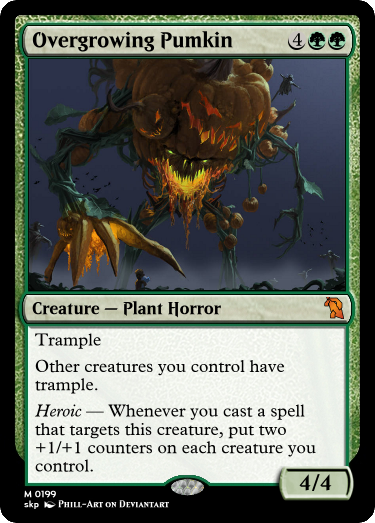 Overgrowing Pumkin 4
Creature — Plant Horror
Trample
Other creatures you control have
trample.
Heroic — Whenever you cast a spell
that targets this creature, put two
+1/+1 counters on each creature you
control.
4/4
M 0199
skp Phill-Art on Deviantart